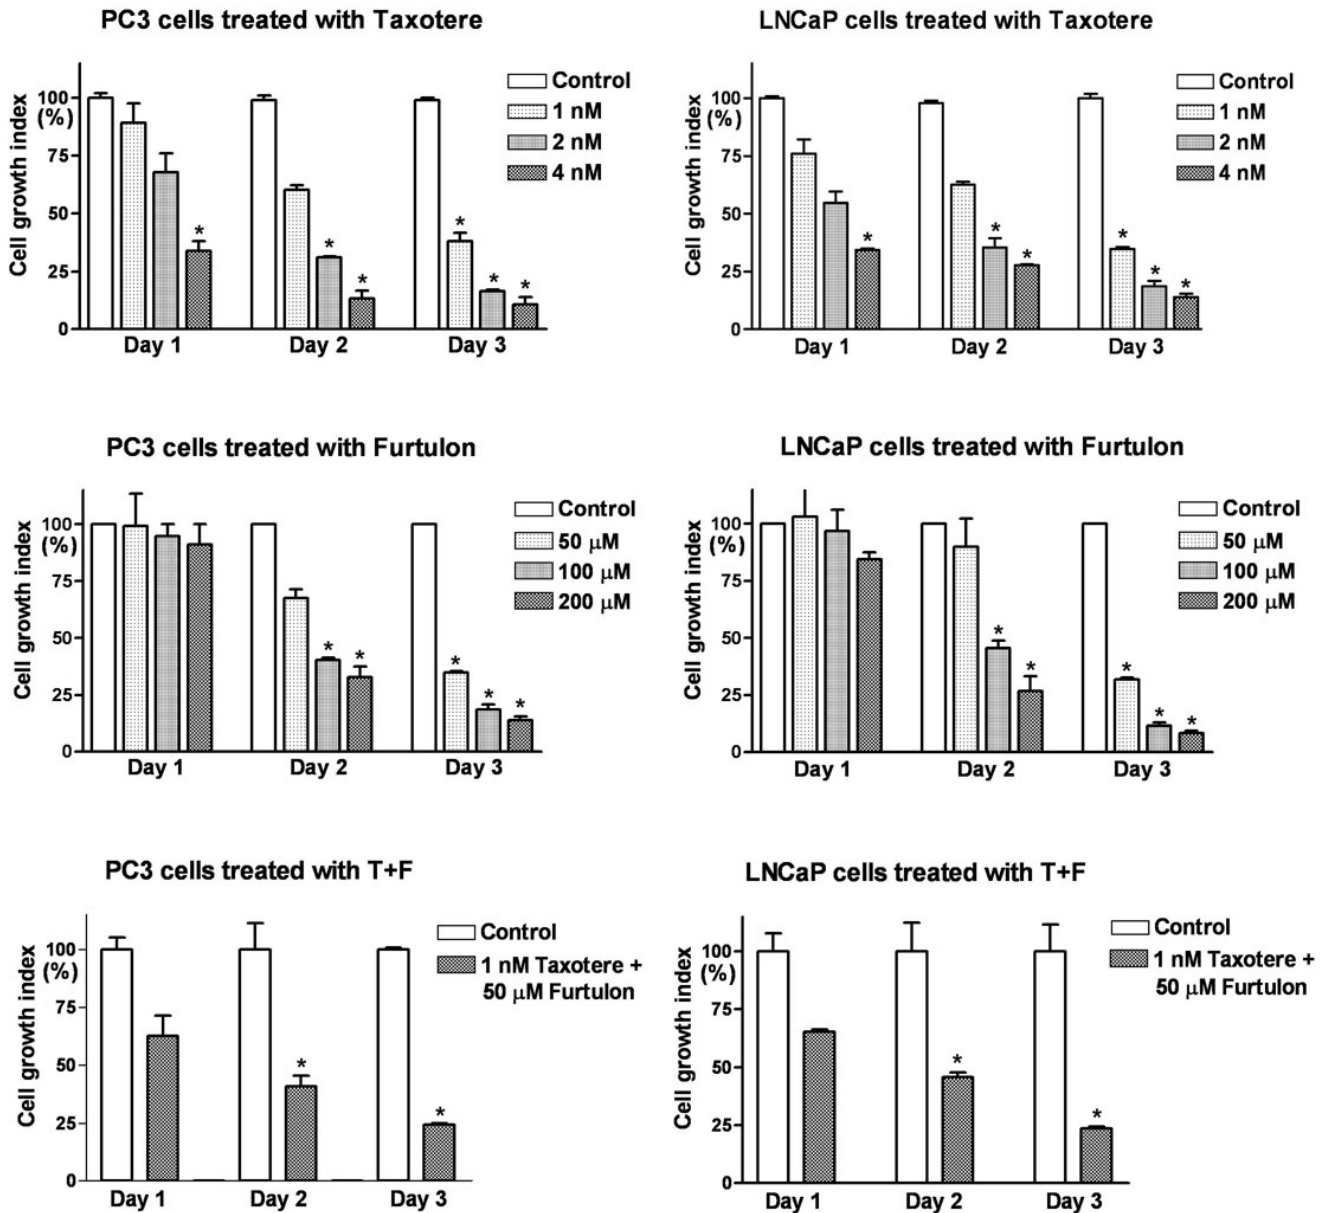 PC3 cells treated with Taxotere
Cell growth index
100
(%)
75
50
25
0
Day 1
Day 2
Day 3
Control
1 nM
2 nM
4 nM
*
*
*
*
*
*
LNCaP cells treated with Taxotere
Cell growth index
100
(%)
75
50
25
0
Day 1
Day 2
Day 3
Control
1 nM
2 nM
4 nM
*
*
*
*
*
*
PC3 cells treated with Furtulon
Cell growth index
100
(%)
75
50
25
0
Day 1
Day 2
Day 3
Control
50 µM
100 µM
200 µM
*
*
*
*
*
LNCaP cells treated with Furtulon
Cell growth index
100
(%)
75
50
25
0
Day 1
Day 2
Day 3
Control
50 µM
100 µM
200 µM
*
*
*
*
*
PC3 cells treated with T+F
Cell growth index
100
(%)
75
50
25
0
Day 1
Day 2
Day 3
Control
1 nM Taxotere +
50 µM Furtulon
*
*
LNCaP cells treated with T+F
Cell growth index
100
(%)
75
50
25
0
Day 1
Day 2
Day 3
Control
1 nM Taxotere +
50 µM Furtulon
*
*